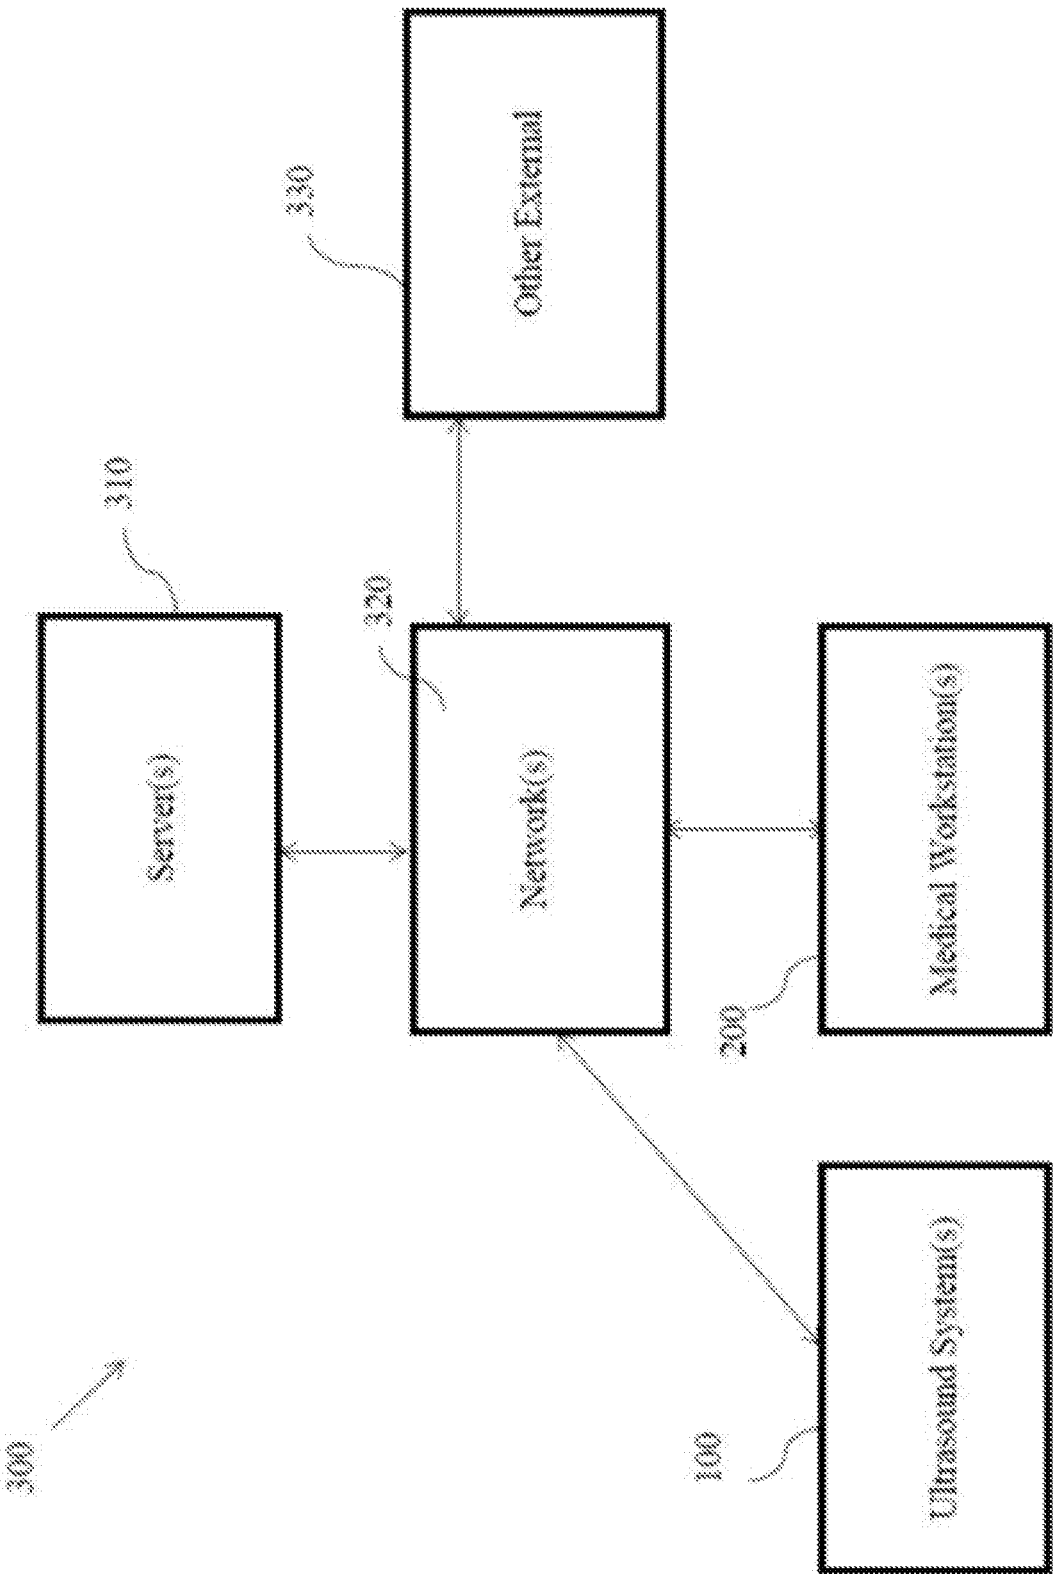 300
Server(s)
310
320
Network(s)
330
Other External
100
Ultrasound System(s)
200
Medical Workstation(s)